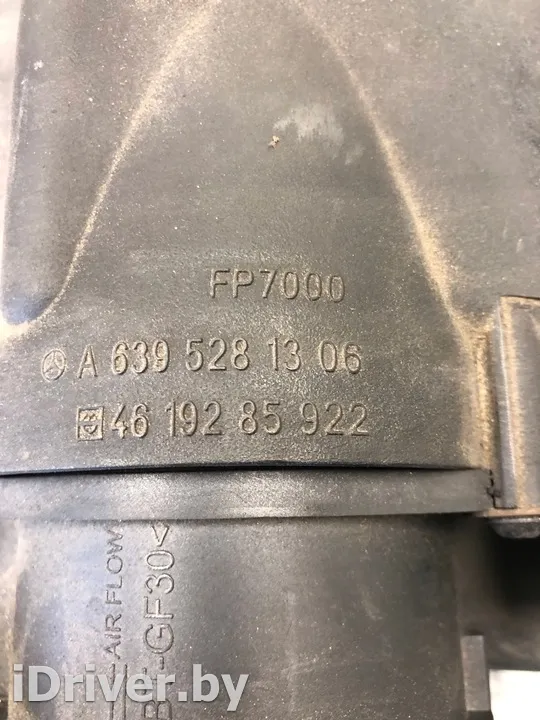 FP7000
A 639 528 13 06
46 192 85 922
AIR FLOW
-GF30<
iDriver.by